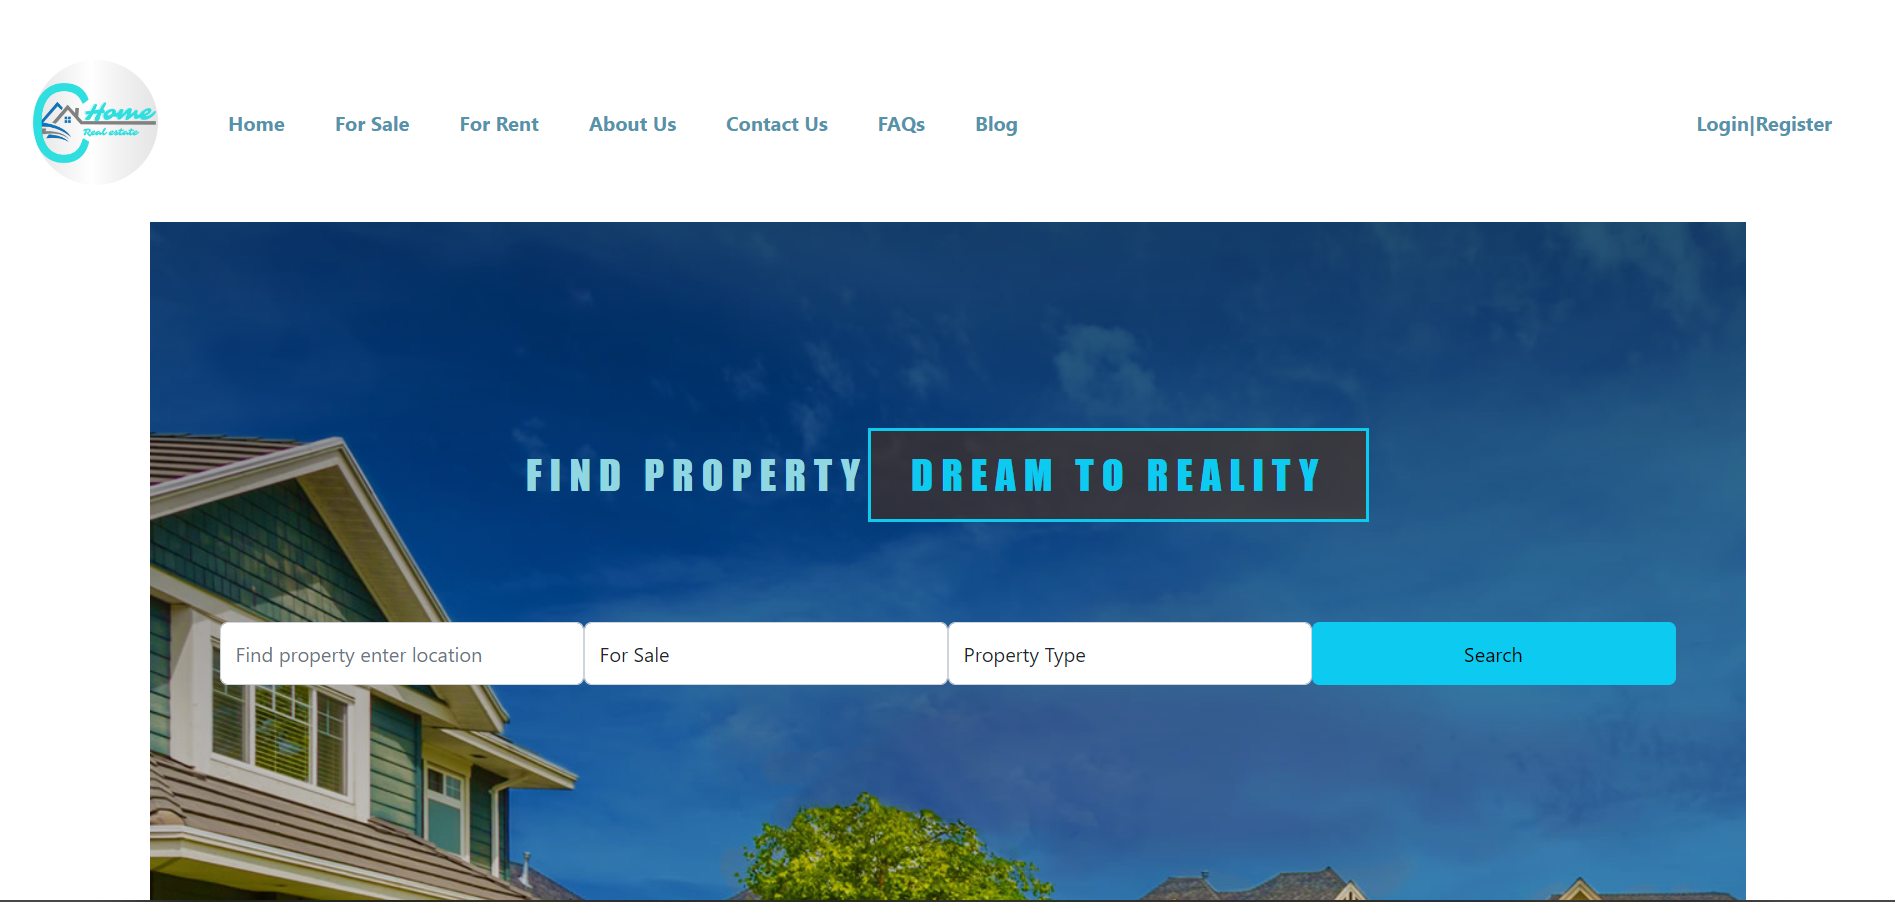 C Home
Real estate
Home
For Sale
For Rent
About Us
Contact Us
FAQs
Blog
Login|Register
FIND PROPERTY DREAM TO REALITY
Find property enter location
For Sale
Property Type
Search